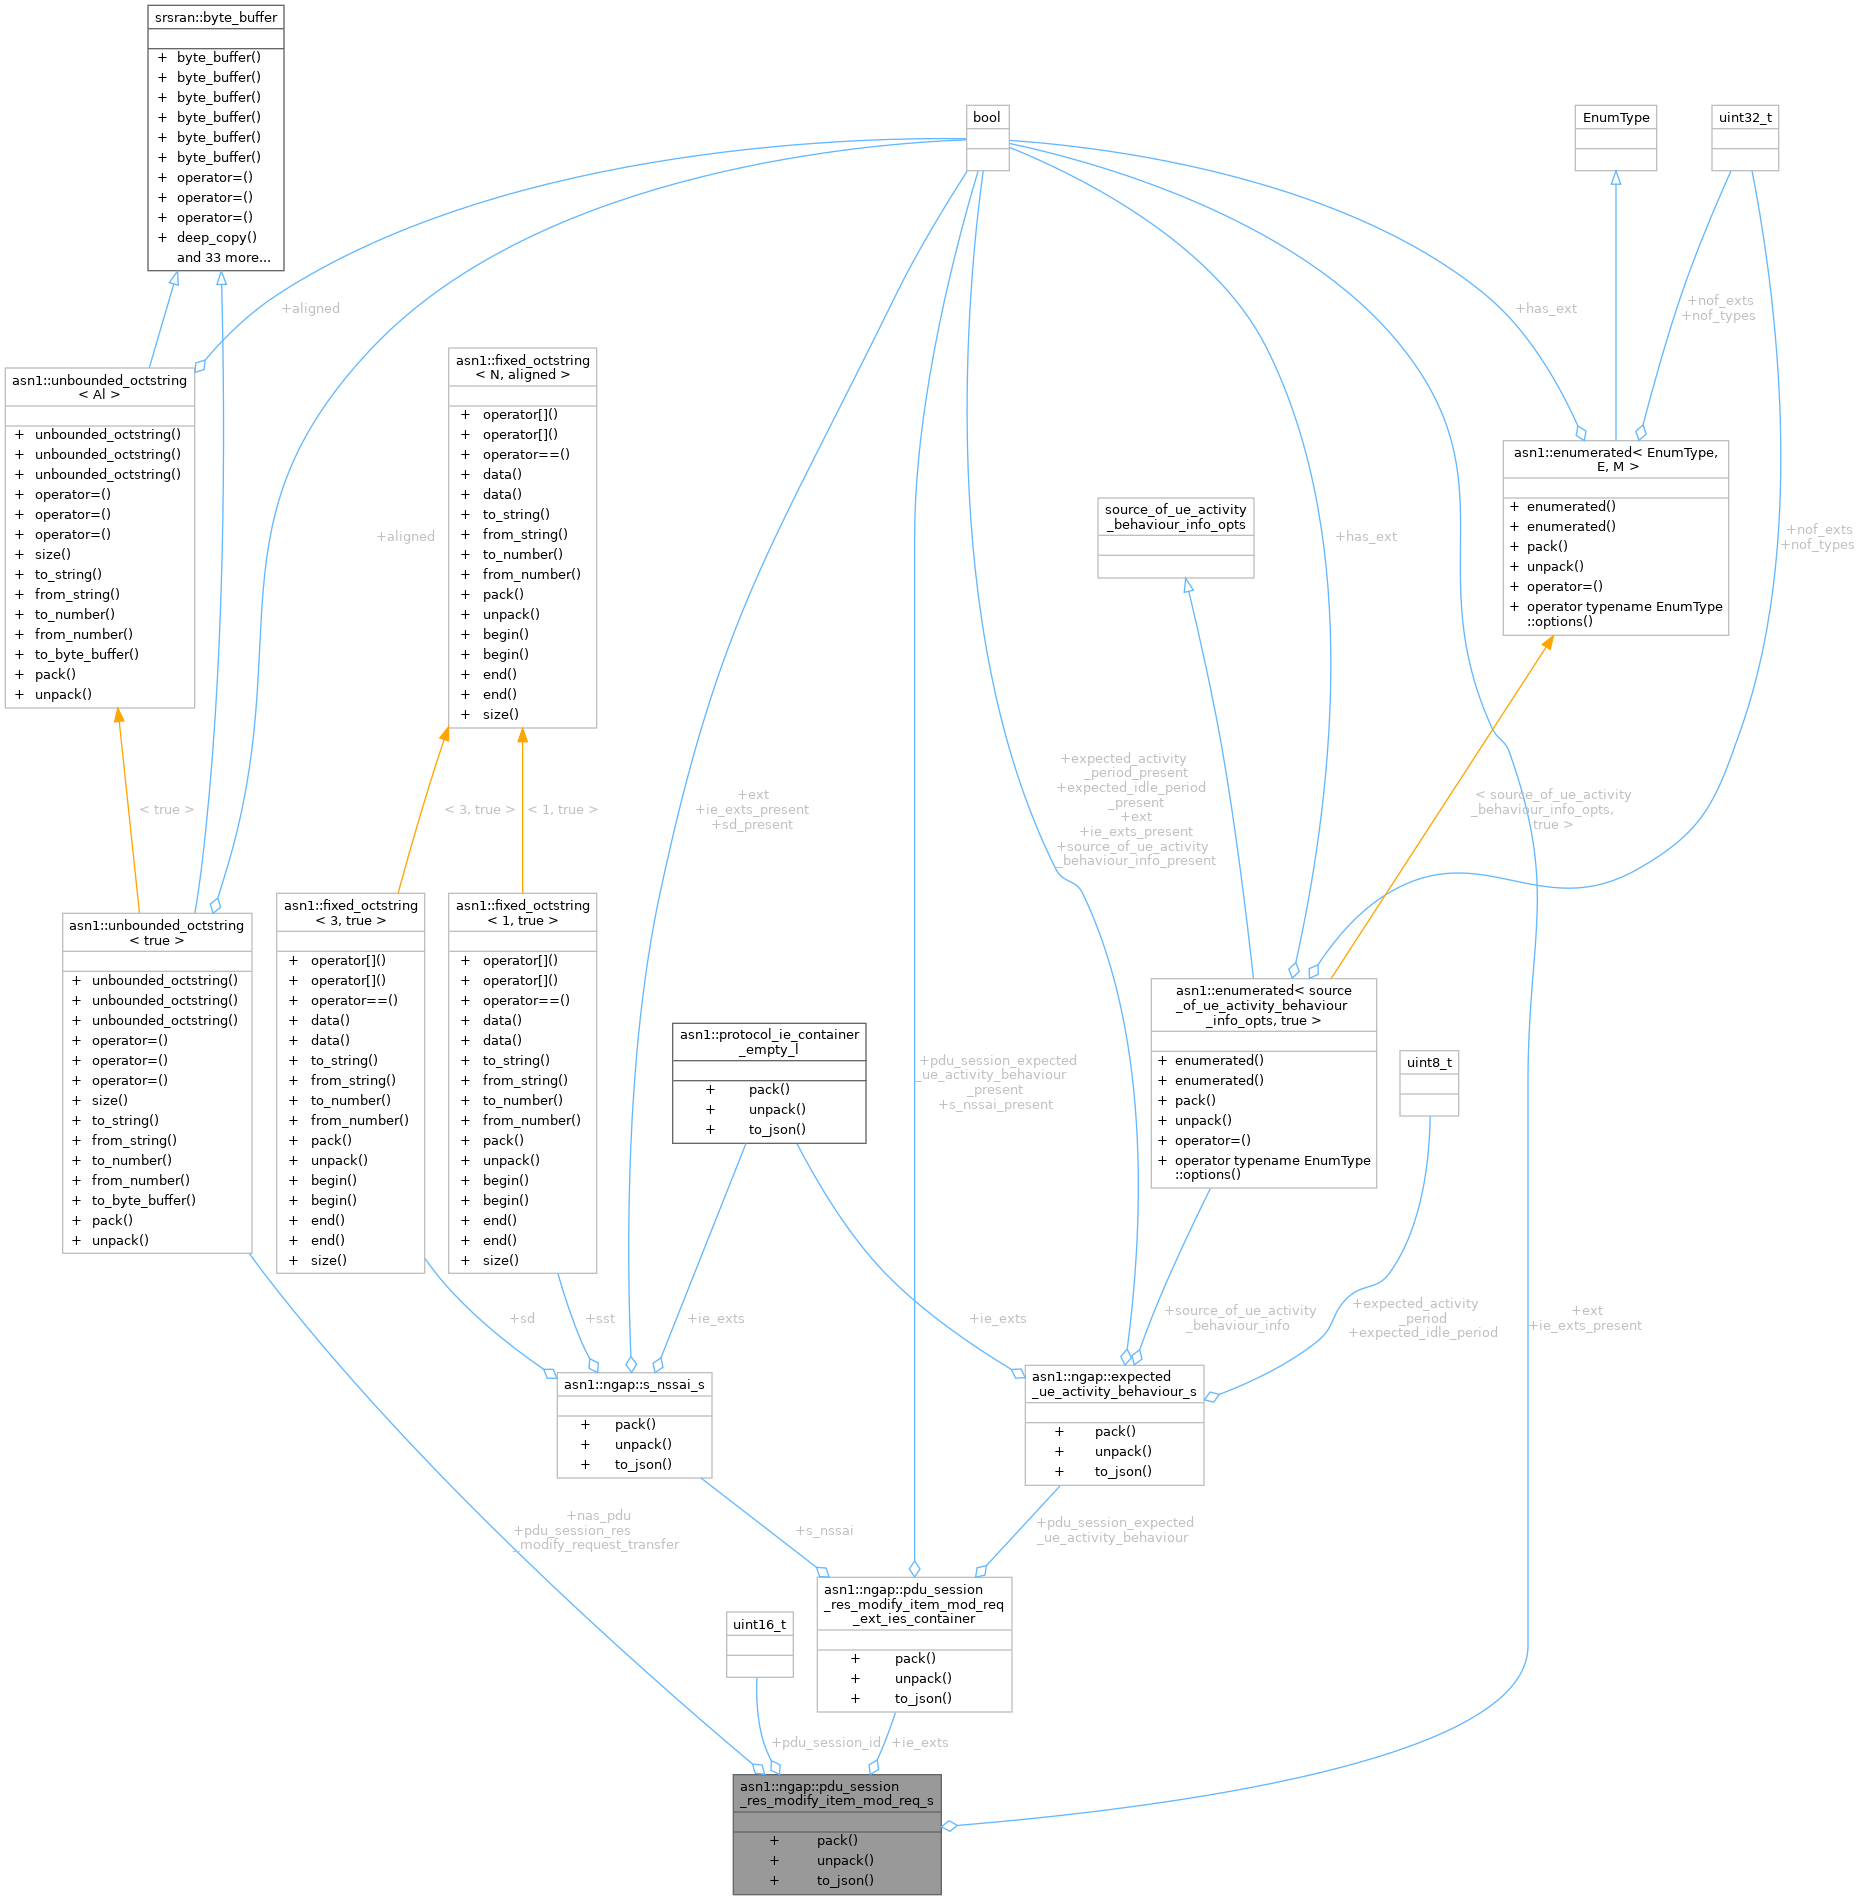 srsran::byte_buffer
+ byte_buffer()
+ byte_buffer()
+ byte_buffer()
+ byte_buffer()
+ byte_buffer()
+ byte_buffer()
+ operator=()
+ operator=()
+ operator=()
+ deep_copy()
and 33 more...
bool
EnumType
uint32_t
+aligned
+has_ext
+nof_exts
+nof_types
asn1::unbounded_octstring
< Al >
+ unbounded_octstring()
+ unbounded_octstring()
+ unbounded_octstring()
+ operator=()
+ operator=()
+ operator=()
+ size()
+ to_string()
+ from_string()
+ to_number()
+ from_number()
+ to_byte_buffer()
+ pack()
+ unpack()
+aligned
asn1::fixed_octstring
< N, aligned >
+ operator[]()
+ operator[]()
+ operator==()
+ data()
+ data()
+ to_string()
+ from_string()
+ to_number()
+ from_number()
+ pack()
+ unpack()
+ begin()
+ begin()
+ end()
+ end()
+ size()
source_of_ue_activity
_behaviour_info_opts
+has_ext
asn1::enumerated< EnumType,
E, M >
+ enumerated()
+ enumerated()
+ pack()
+ unpack()
+ operator=()
+ operator typename EnumType
::options()
+nof_exts
+nof_types
< true >
< 3, true >
< 1, true >
+ext
+ie_exts_present
+sd_present
+expected_activity
_period_present
+expected_idle_period
_present
+ext
+ie_exts_present
+source_of_ue_activity
_behaviour_info_present
< source_of_ue_activity
_behaviour_info_opts,
true >
asn1::unbounded_octstring
< true >
+ unbounded_octstring()
+ unbounded_octstring()
+ unbounded_octstring()
+ operator=()
+ operator=()
+ operator=()
+ size()
+ to_string()
+ from_string()
+ to_number()
+ from_number()
+ to_byte_buffer()
+ pack()
+ unpack()
asn1::fixed_octstring
< 3, true >
+ operator[]()
+ operator[]()
+ operator==()
+ data()
+ data()
+ to_string()
+ from_string()
+ to_number()
+ from_number()
+ pack()
+ unpack()
+ begin()
+ begin()
+ end()
+ end()
+ size()
asn1::fixed_octstring
< 1, true >
+ operator[]()
+ operator[]()
+ operator==()
+ data()
+ data()
+ to_string()
+ from_string()
+ to_number()
+ from_number()
+ pack()
+ unpack()
+ begin()
+ begin()
+ end()
+ end()
+ size()
asn1::protocol_ie_container
_empty_l
+ pack()
+ unpack()
+ to_json()
+pdu_session_expected
_ue_activity_behaviour
_present
+s_nssai_present
asn1::enumerated< source
_of_ue_activity_behaviour
_info_opts, true >
+ enumerated()
+ enumerated()
+ pack()
+ unpack()
+ operator=()
+ operator typename EnumType
::options()
uint8_t
+sd
+sst
+ie_exts
+ie_exts
+source_of_ue_activity
_behaviour_info
+expected_activity
_period
+expected_idle_period
+ext
+ie_exts_present
asn1::ngap::s_nssai_s
+ pack()
+ unpack()
+ to_json()
asn1::ngap::expected
_ue_activity_behaviour_s
+ pack()
+ unpack()
+ to_json()
+nas_pdu
+pdu_session_res
_modify_request_transfer
+s_nssai
+pdu_session_expected
_ue_activity_behaviour
uint16_t
asn1::ngap::pdu_session
_res_modify_item_mod_req
_ext_ies_container
+ pack()
+ unpack()
+ to_json()
+pdu_session_id
+ie_exts
asn1::ngap::pdu_session
_res_modify_item_mod_req_s
+ pack()
+ unpack()
+ to_json()